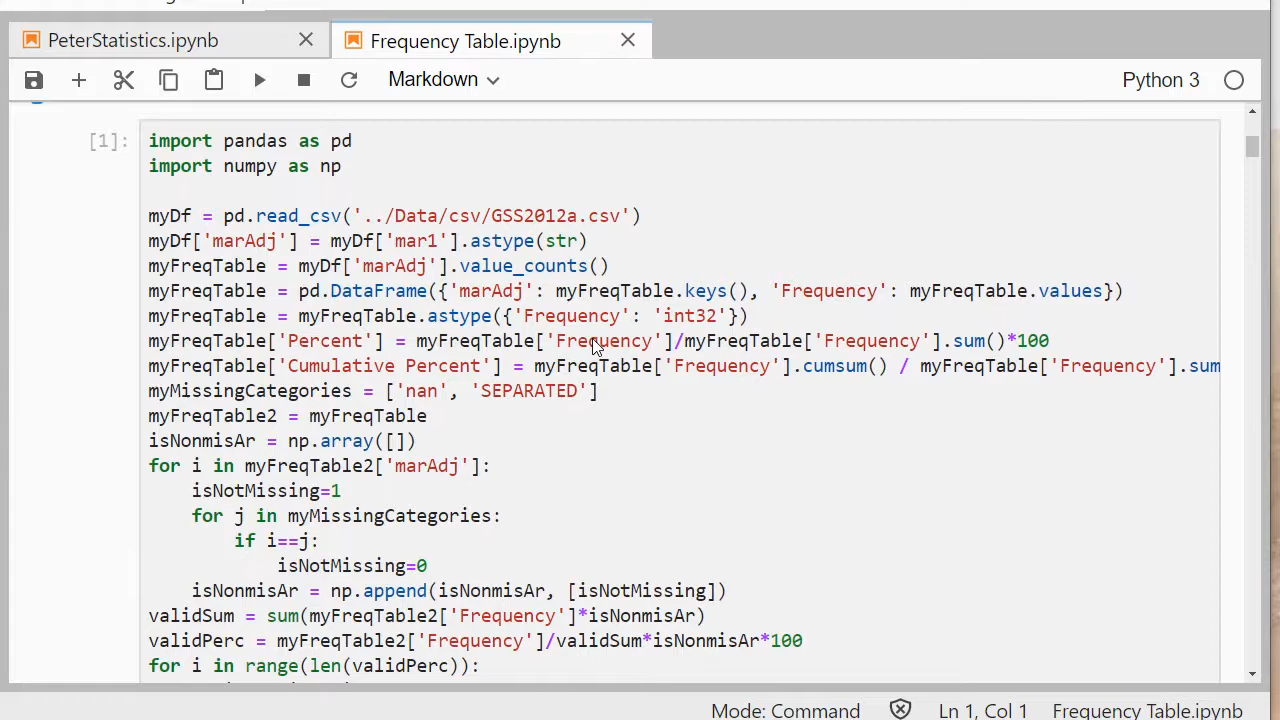 PeterStatistics.ipynb
Frequency Table.ipynb
Markdown
Python 3
[1]:
import pandas as pd
import numpy as np
myDf = pd.read_csv('../Data/csv/GSS2012a.csv')
myDf['marAdj'] = myDf['mar1'].astype(str)
myFreqTable = myDf['marAdj'].value_counts()
myFreqTable = pd.DataFrame({'marAdj': myFreqTable.keys(), 'Frequency': myFreqTable.values})
myFreqTable = myFreqTable.astype({'Frequency': 'int32'})
myFreqTable['Percent'] = myFreqTable['Frequency']/myFreqTable['Frequency'].sum()*100
myFreqTable['Cumulative Percent'] = myFreqTable['Frequency'].cumsum() / myFreqTable['Frequency'].sum
myMissingCategories = ['nan', 'SEPARATED']
myFreqTable2 = myFreqTable
isNonmisAr = np.array([])
for i in myFreqTable2['marAdj']:
    isNotMissing=1
    for j in myMissingCategories:
        if i==j:
            isNotMissing=0
    isNonmisAr = np.append(isNonmisAr, [isNotMissing])
validSum = sum(myFreqTable2['Frequency']*isNonmisAr)
validPerc = myFreqTable2['Frequency']/validSum*isNonmisAr*100
for i in range(len(validPerc)):
Mode: Command
Ln 1, Col 1
Frequency Table.ipynb